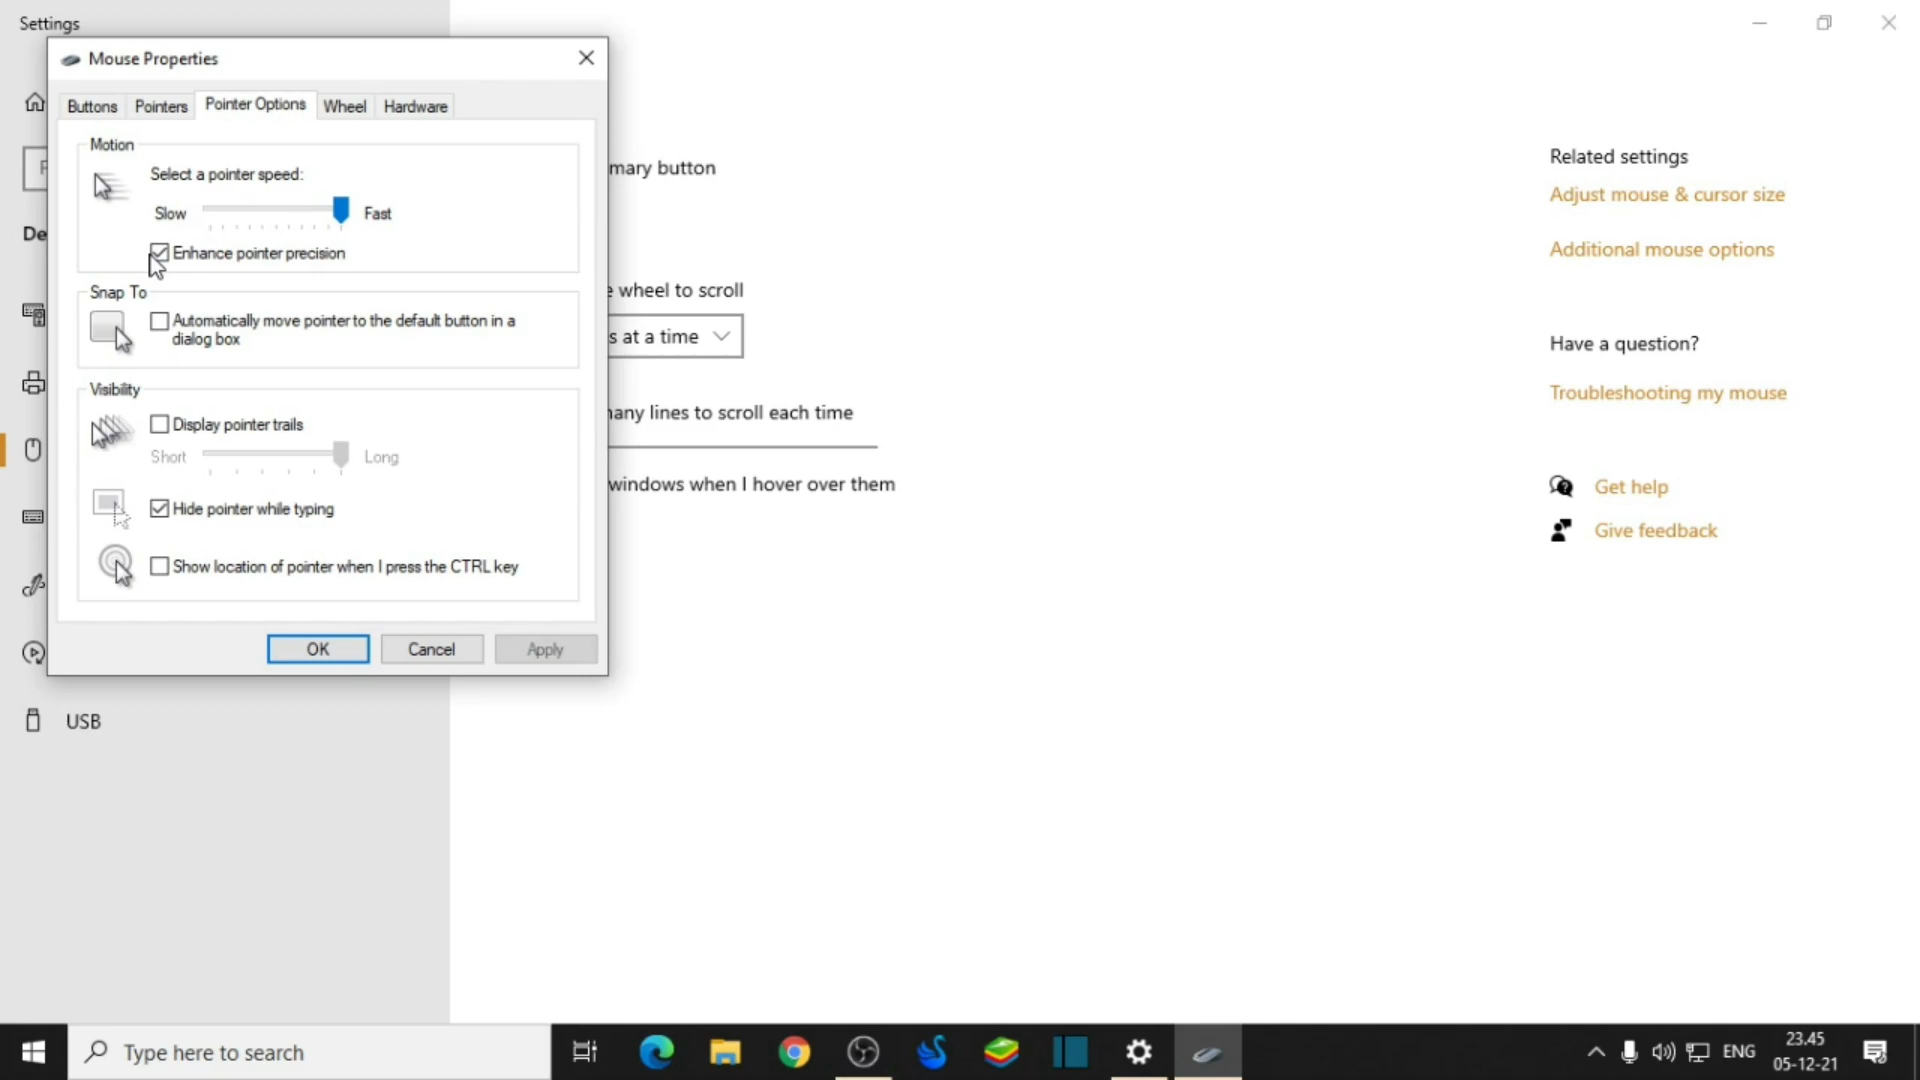 Settings
Mouse Properties
Buttons Pointers Pointer Options Wheel Hardware
Motion
Select a pointer speed:
Slow Fast
Enhance pointer precision
Snap To
Automatically move pointer to the default button in a
dialog box
Visibility
Display pointer trails
Short Long
Hide pointer while typing
Show location of pointer when I press the CTRL key
OK Cancel Apply
De
USB
mary button
wheel to scroll
s at a time
any lines to scroll each time
windows when I hover over them
Related settings
Adjust mouse & cursor size
Additional mouse options
Have a question?
Troubleshooting my mouse
Get help
Give feedback
Type here to search
ENG
23.45
05-12-21